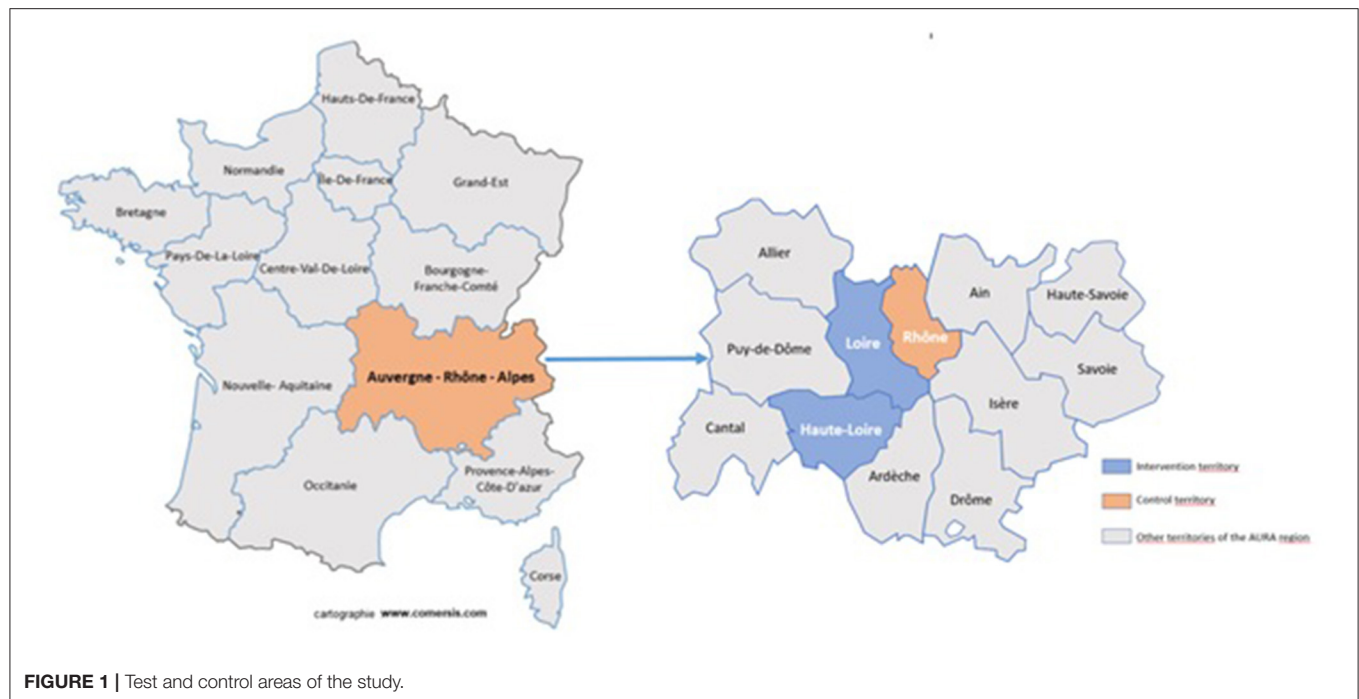 Hauts-De-France
Normandie
Île-De-France
Grand-Est
Bretagne
Pays-De-La-Loire
Centre-Val-De-Loire
Bourgogne-
Franche-Comté
Auvergne - Rhône - Alpes
Nouvelle- Aquitaine
Provence-Alpes-
Côte-D'azur
Occitanie
Corse
cartographie www.comersis.com
Allier
Ain
Haute-Savoie
Loire
Rhône
Puy-de-Dôme
Savoie
Isère
Cantal
Haute-Loire
Ardèche
Drôme
Intervention territory
Control territory
Other territories of the AURA region
FIGURE 1 | Test and control areas of the study.